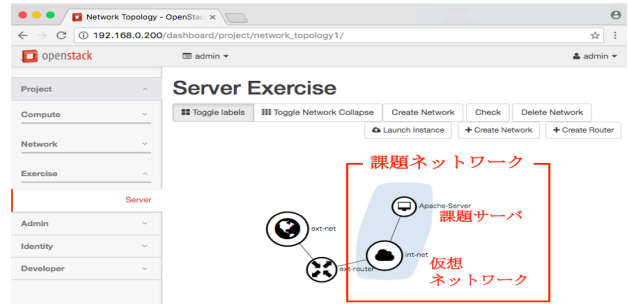 Network Topology - OpenStac
192.168.0.200/dashboard/project/network_topology1/
openstack
admin
admin
Project
Compute
Network
Exercise
Server
Admin
Identity
Developer
Server Exercise
Toggle labels
Toggle Network Collapse
Create Network
Check
Delete Network
Launch Instance
+ Create Network
+ Create Router
課題ネットワーク
Apache-Server
課題サーバ
ext-net
int-net
ext-router
仮想
ネットワーク